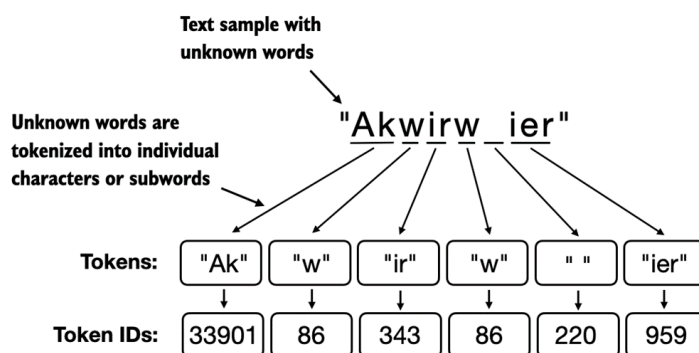 Text sample with
unknown words
"Akwirw ier"
Unknown words are
tokenized into individual
characters or subwords
Tokens: "Ak" "w" "ir" "w" " " "ier"
Token IDs: 33901 86 343 86 220 959